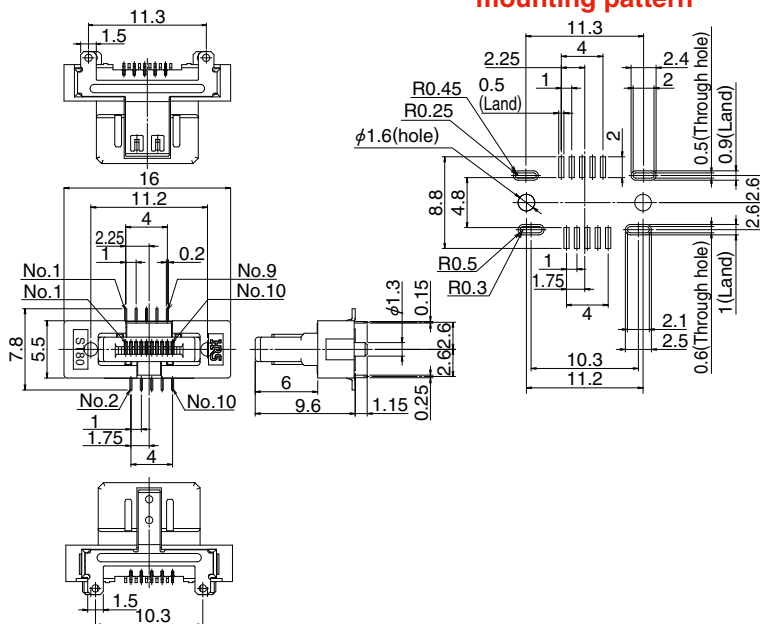 mounting pattern
11.3
1.5
16
11.2
4
2.25
1
0.2
No.1
No.9
No.1
No.10
7.8
5.5
ST80
HRS
No.2
No.10
1
1.75
4
6
9.6
1.15
φ1.3
0.15
2.6
2.6
0.25
1.5
10.3
11.3
4
2.25
2.4
1
2
0.5
(Land)
R0.45
R0.25
φ1.6(hole)
2
0.5(Through hole)
0.9(Land)
8.8
4.8
2.6
2.6
R0.5
R0.3
1
1.75
4
2.1
2.5
0.6(Through hole)
1(Land)
10.3
11.2